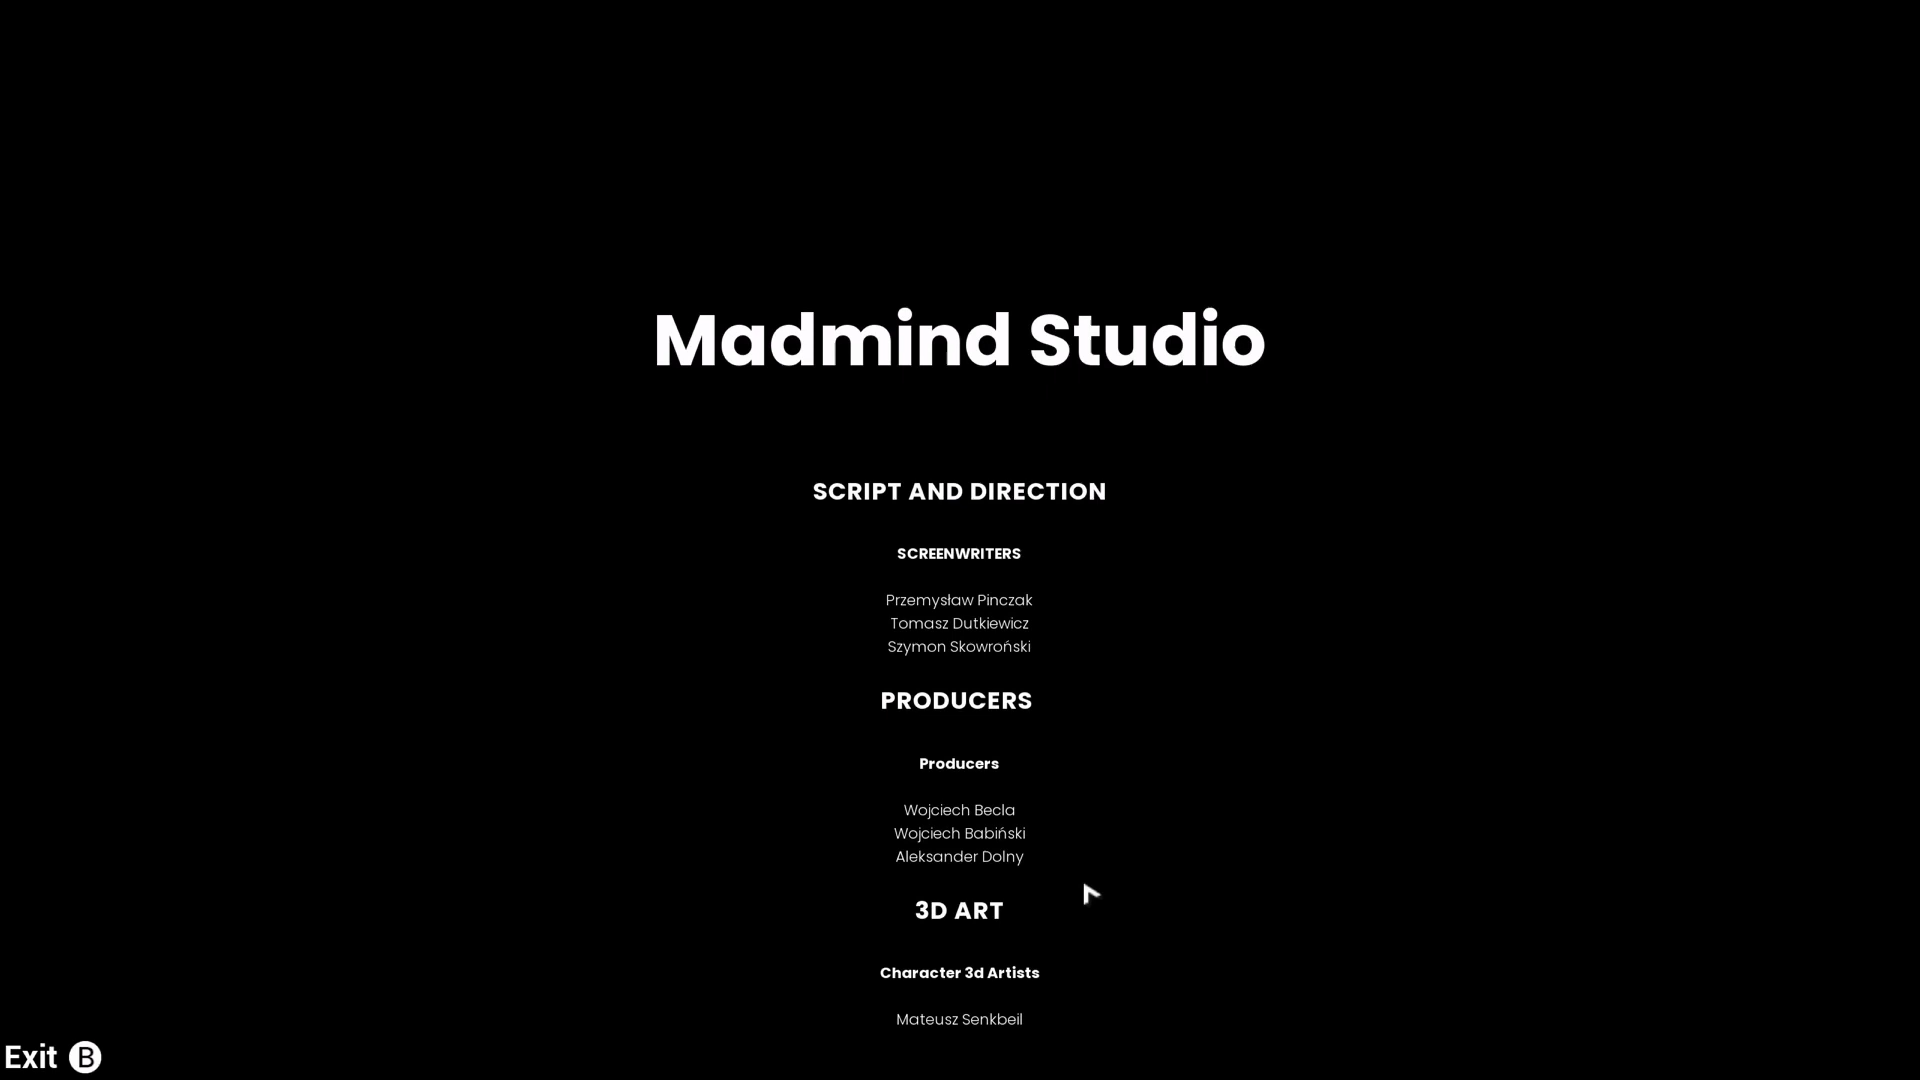 Madmind Studio
SCRIPT AND DIRECTION
SCREENWRITERS
Przemysław Pinczak
Tomasz Dutkiewicz
Szymon Skowroński
PRODUCERS
Producers
Wojciech Becla
Wojciech Babiński
Aleksander Dolny
3D ART
Character 3d Artists
Mateusz Senkbeil
Exit B